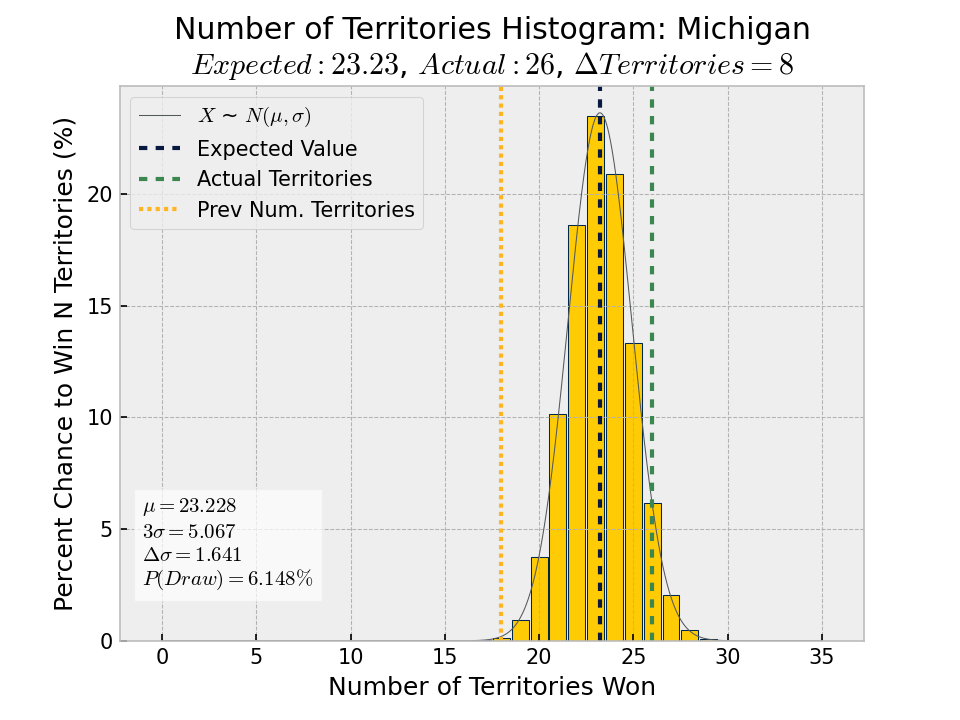 Number of Territories Histogram: Michigan
Expected : 23.23, Actual : 26, ΔTerritories = 8
X ~ N(μ, σ)
Expected Value
Actual Territories
Prev Num. Territories
Percent Chance to Win N Territories (%)
20
15
10
5
0
μ = 23.228
3σ = 5.067
Δσ = 1.641
P(Draw) = 6.148%
0 5 10 15 20 25 30 35
Number of Territories Won